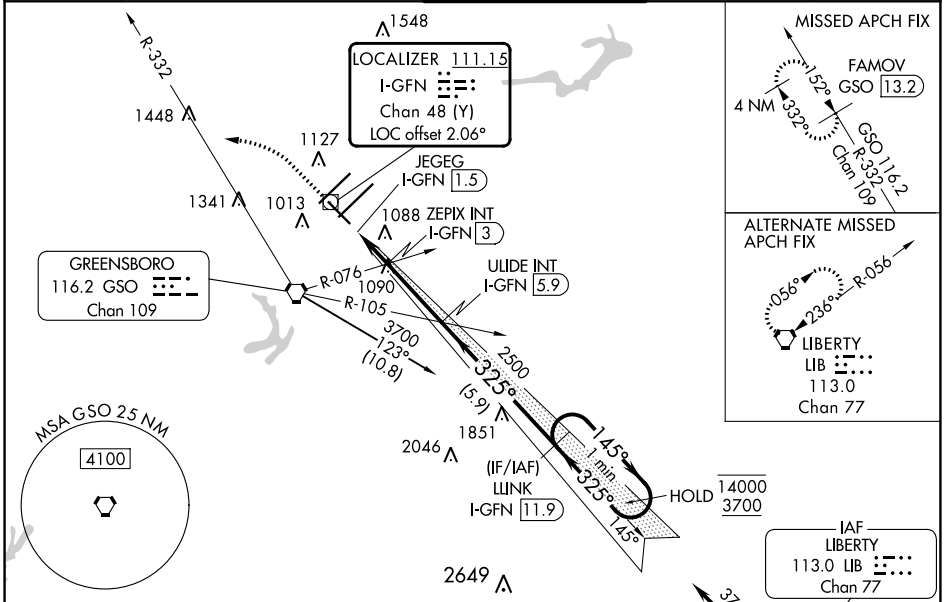 1548
LOCALIZER 111.15
I-GFN
Chan 48 (Y)
LOC offset 2.06°
R-332
1448
1127
JEGEG
I-GFN 1.5
1341
1013
1088
ZEPIX INT
I-GFN 3
ULIDE INT
I-GFN 5.9
GREENSBORO
116.2 GSO
Chan 109
R-076
1090
R-105
3700
123°
(10.8)
2500
325°
(5.9)
1851
2046
145°
1 min
325°
145°
(IF/IAF)
LLINK
I-GFN 11.9
HOLD
14000
3700
MSA GSO 25 NM
4100
2649
37
IAF
LIBERTY
113.0 LIB
Chan 77
MISSED APCH FIX
FAMOV
GSO 13.2
152°
332°
4 NM
GSO 116.2
R-332
Chan 109
ALTERNATE MISSED
APCH FIX
056°
236°
R-056
LIBERTY
LIB
113.0
Chan 77